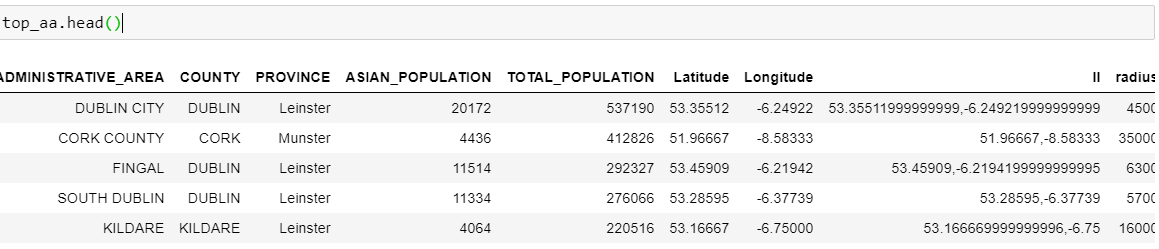 top_aa.head()
ADMINISTRATIVE_AREA COUNTY PROVINCE ASIAN_POPULATION TOTAL_POPULATION Latitude Longitude ll radius
DUBLIN CITY DUBLIN Leinster 20172 537190 53.35512 -6.24922 53.35511999999999,-6.249219999999999 4500
CORK COUNTY CORK Munster 4436 412826 51.96667 -8.58333 51.96667,-8.58333 35000
FINGAL DUBLIN Leinster 11514 292327 53.45909 -6.21942 53.45909,-6.2194199999999995 6300
SOUTH DUBLIN DUBLIN Leinster 11334 276066 53.28595 -6.37739 53.28595,-6.37739 5700
KILDARE KILDARE Leinster 4064 220516 53.16667 -6.75000 53.166669999999996,-6.75 16000